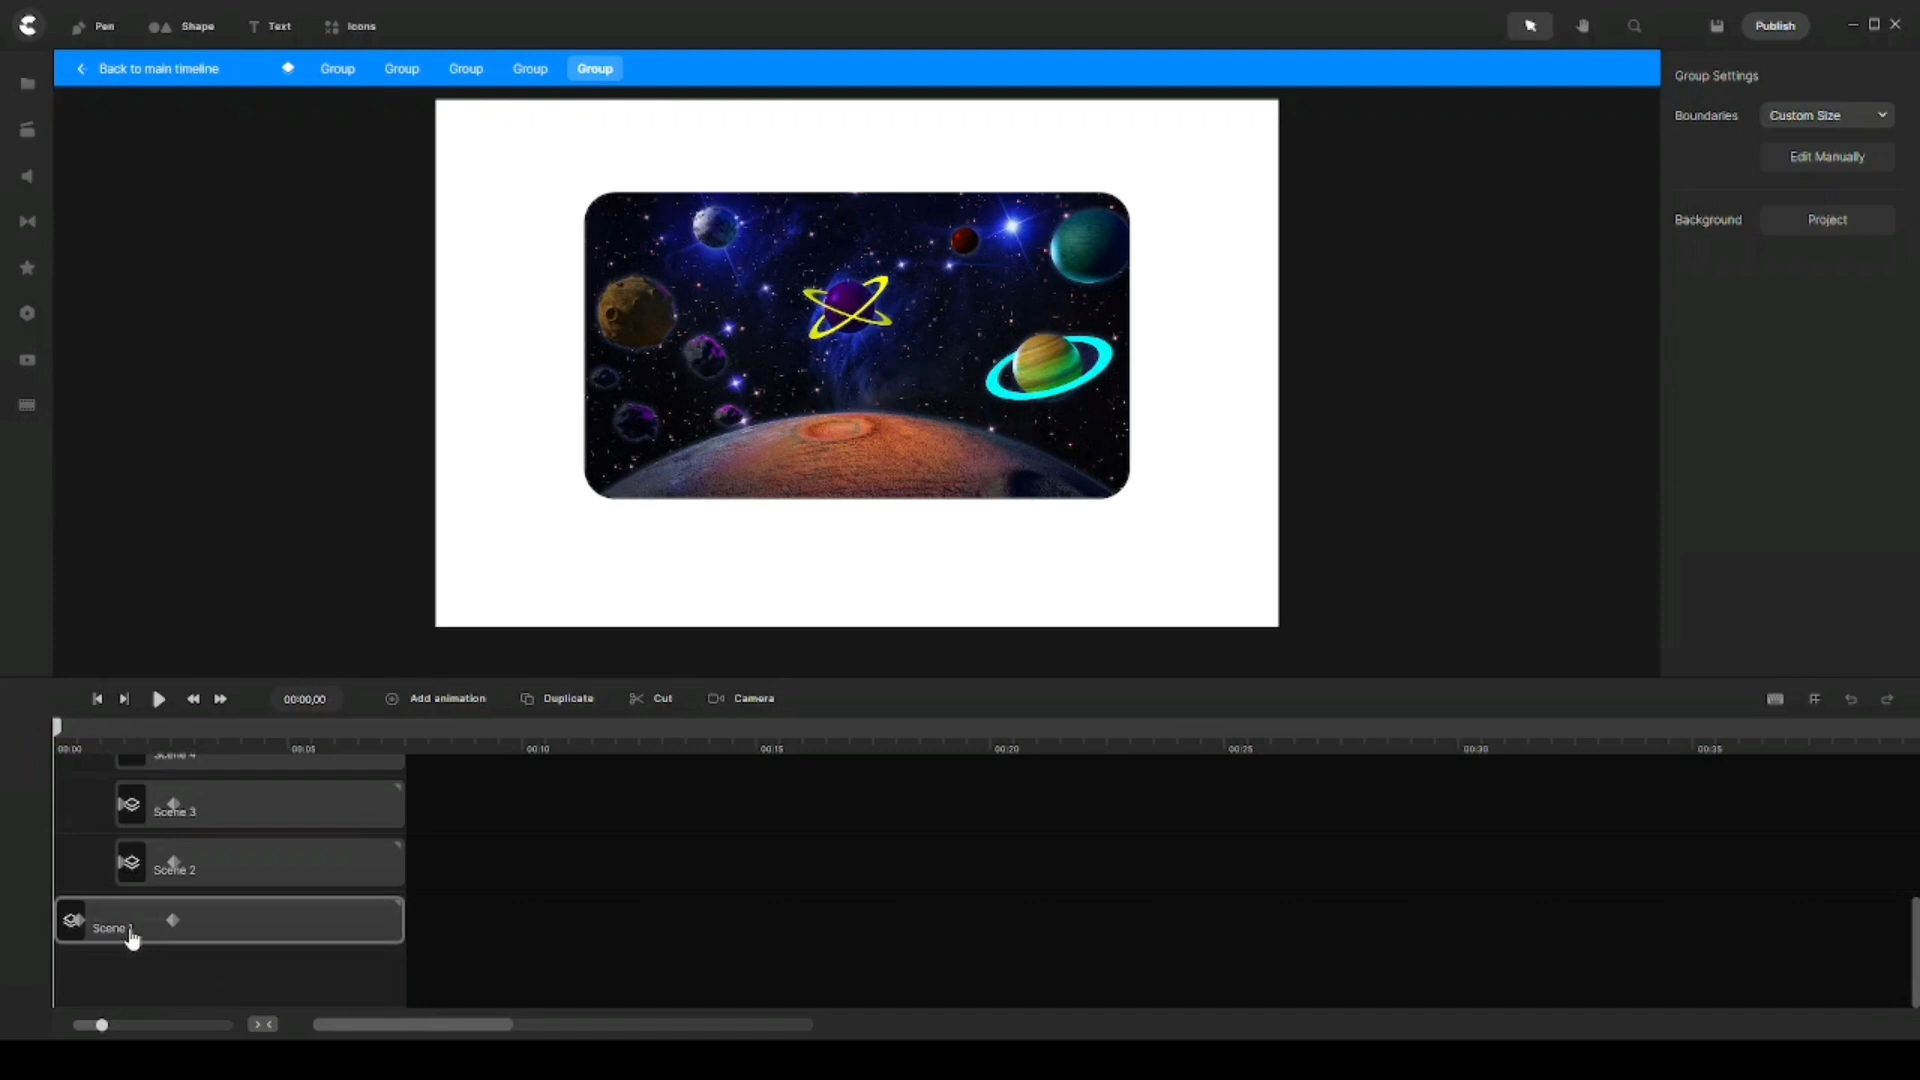 Pen Shape Text Icons Publish
Back to main timeline Group Group Group Group Group
Group Settings
Boundaries Custom Size
Edit Manually
Background Project
00:00,00 Add animation Duplicate Cut Camera
00:00 00:05 00:10 00:15 00:20 00:25 00:30 00:35
Scene 4
Scene 3
Scene 2
Scene